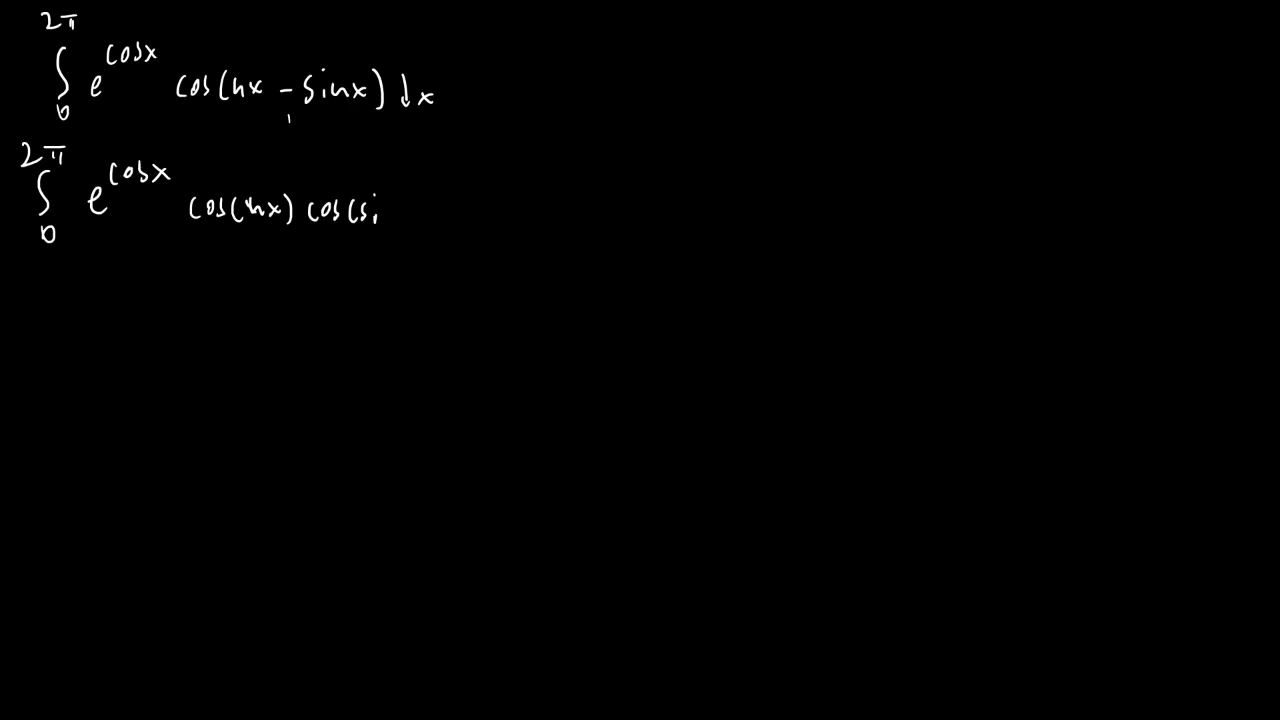 ∫₀^{2π} e^{cosx} cos(nx - sinx) dx
∫₀^{2π} e^{cosx} cos(nx) cos(si